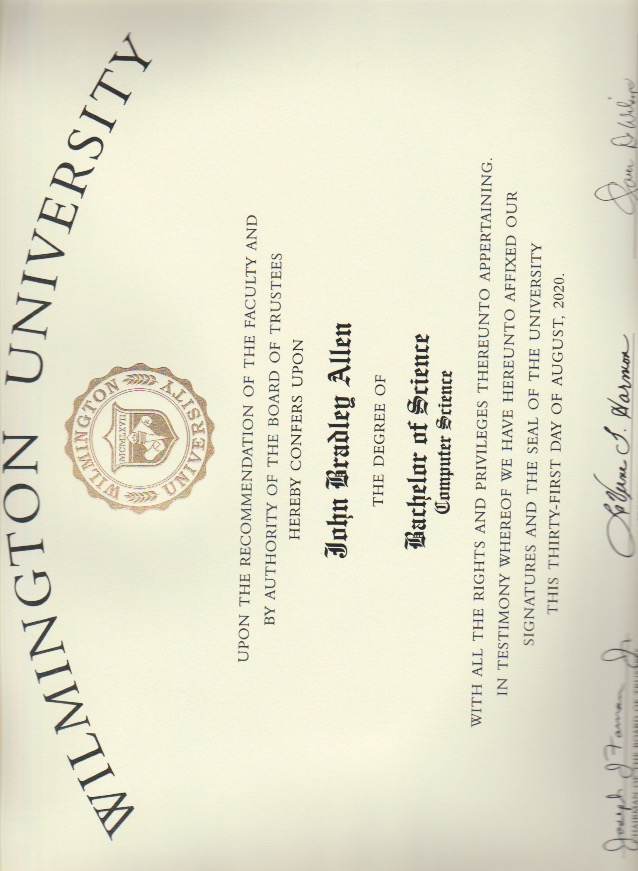 WILMINGTON UNIVERSITY
WILMINGTON
MCMLXVII
UNIVERSITY
UPON THE RECOMMENDATION OF THE FACULTY AND
BY AUTHORITY OF THE BOARD OF TRUSTEES
HEREBY CONFERS UPON
John Bradley Allen
THE DEGREE OF
Bachelor of Science
Computer Science
WITH ALL THE RIGHTS AND PRIVILEGES THEREUNTO APPERTAINING.
IN TESTIMONY WHEREOF WE HAVE HEREUNTO AFFIXED OUR
SIGNATURES AND THE SEAL OF THE UNIVERSITY
THIS THIRTY-FIRST DAY OF AUGUST, 2020.
Joseph J Farnan Jr LaVerne T. Harmon
CHAIRMAN OF THE BOARD OF TRUSTEES